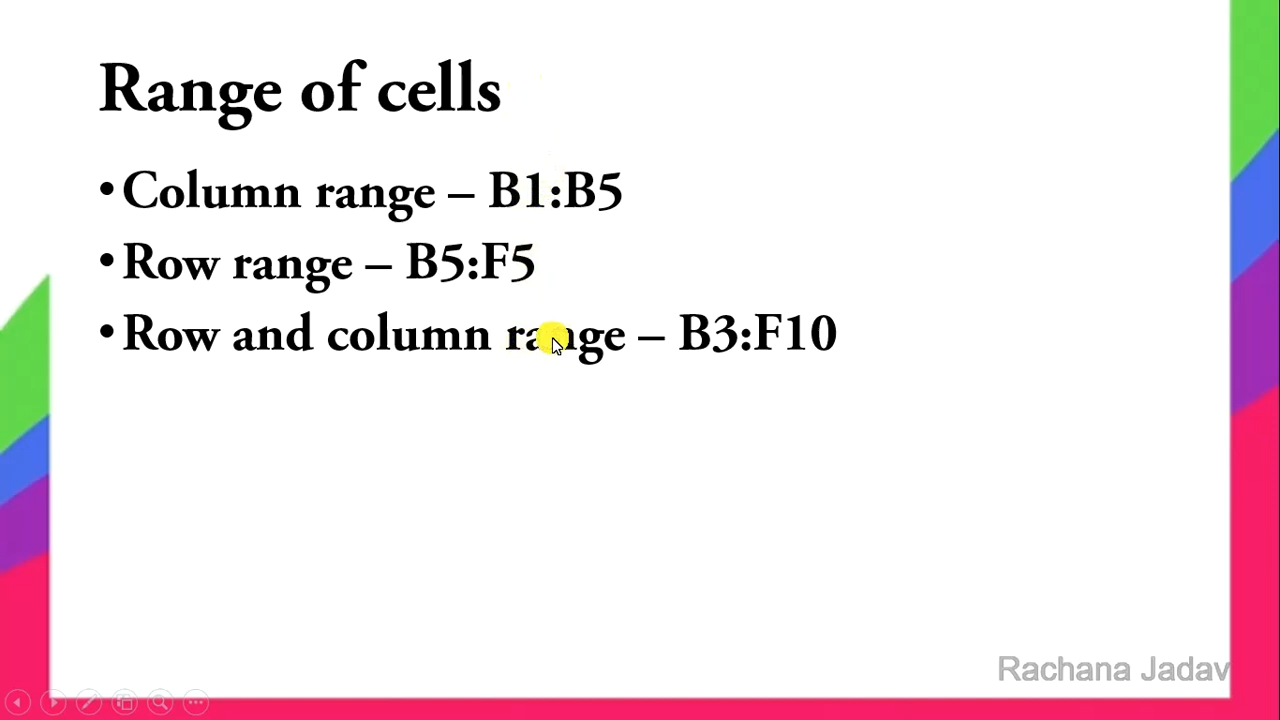 Range of cells
• Column range – B1:B5
• Row range – B5:F5
• Row and column range – B3:F10
Rachana Jadav